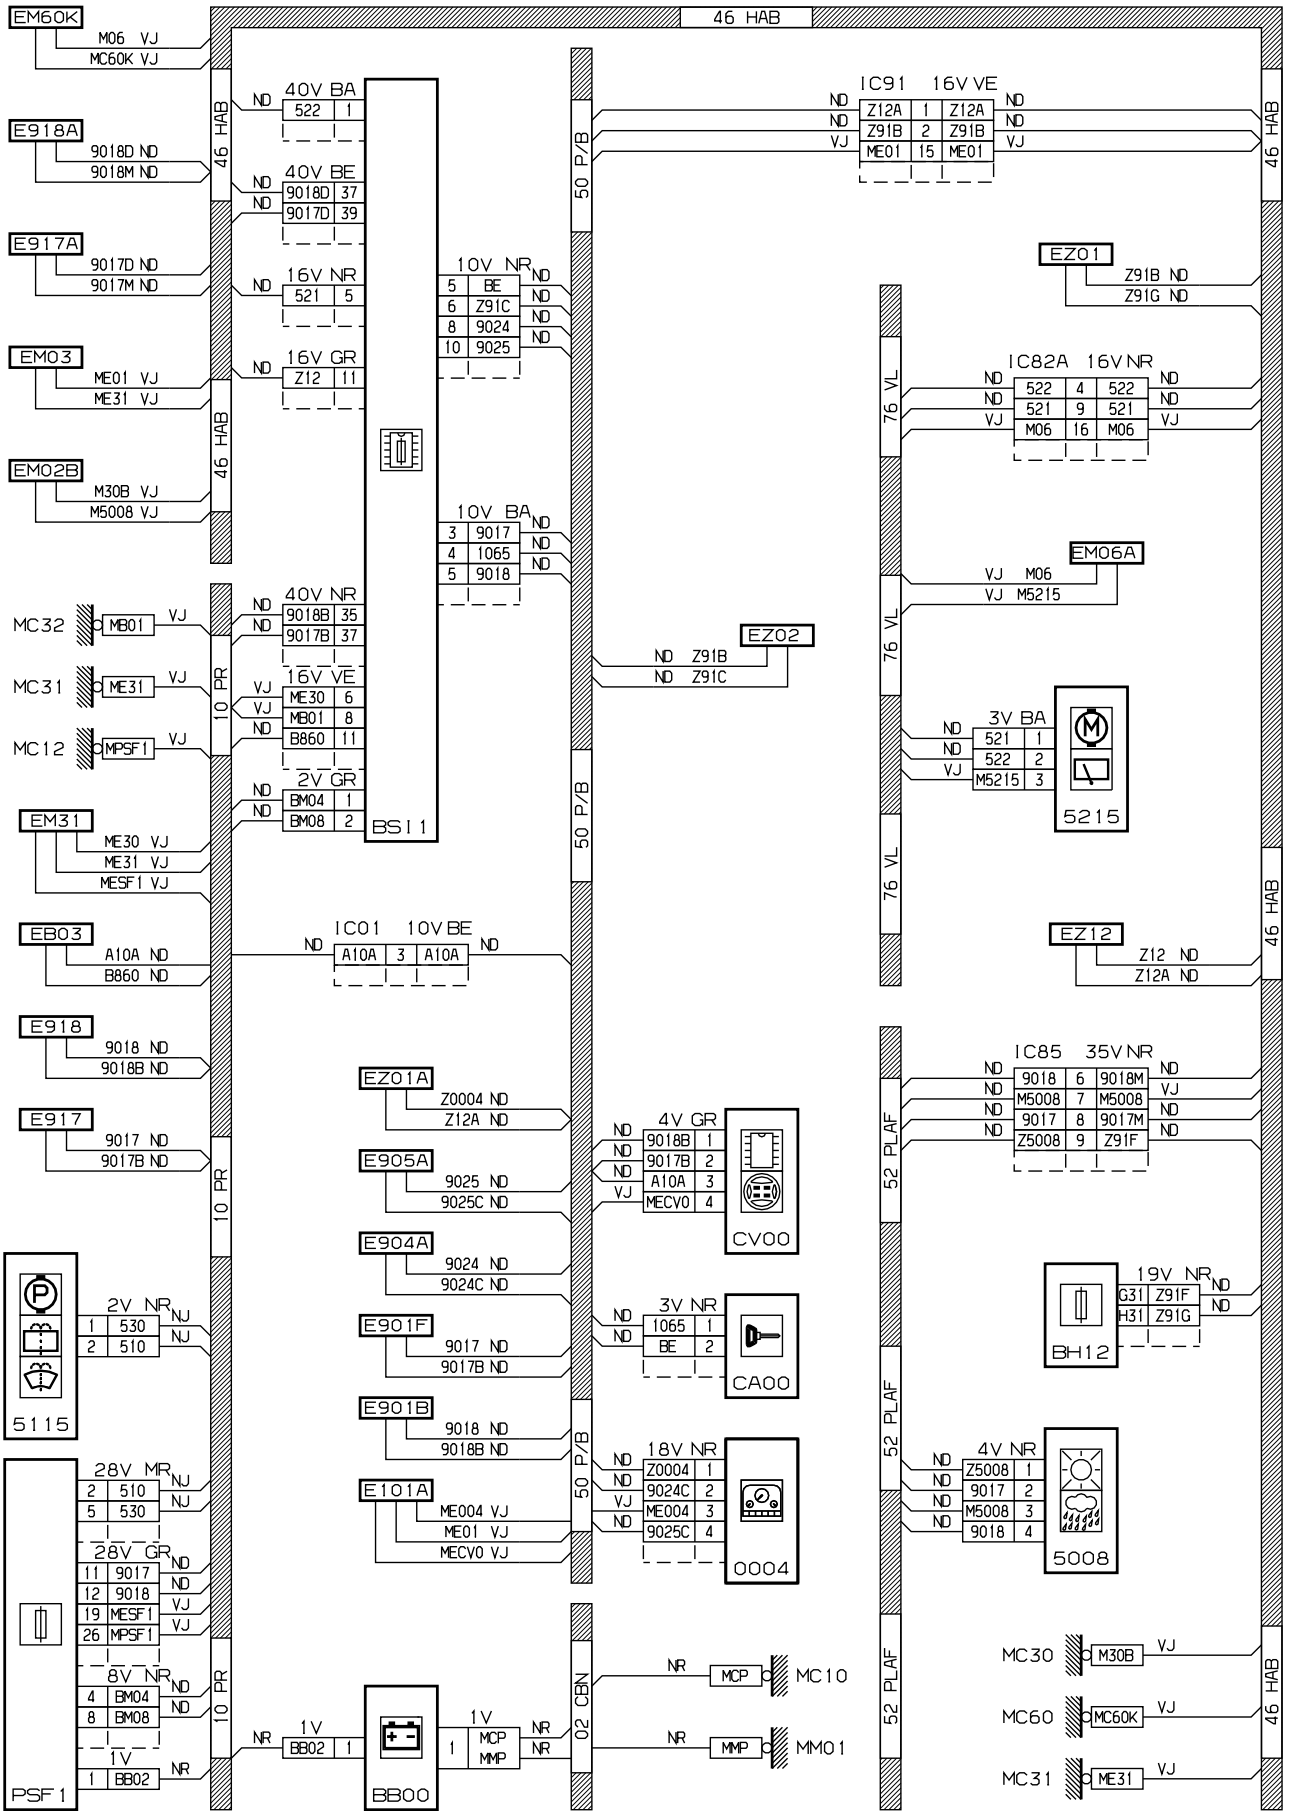 46 HAB
EM60K
M06 VJ
MC60K VJ
E918A
9018D ND
9018M ND
E917A
9017D ND
9017M ND
EM03
ME01 VJ
ME31 VJ
EM02B
M30B VJ
M5008 VJ
46 HAB
46 HAB
ND
40V BA
522 1
40V BE
ND 9018D 37
ND 9017D 39
16V NR
ND 521 5
16V GR
ND Z12 11
10V NR
5 BE ND
6 Z91C ND
8 9024 ND
10 9025 ND
10V BA
3 9017 ND
4 1065 ND
5 9018 ND
40V NR
ND 9018B 35
ND 9017B 37
16V VE
VJ ME30 6
VJ MB01 8
ND B860 11
2V GR
ND BM04 1
ND BM08 2
BSI1
MC32 MB01 VJ
MC31 ME31 VJ
MC12 MPSF1 VJ
10 PR
EM31
ME30 VJ
ME31 VJ
MESF1 VJ
EB03
A10A ND
B860 ND
E918
9018 ND
9018B ND
E917
9017 ND
9017B ND
10 PR
IC01 10V BE
ND A10A 3 A10A ND
2V NR
1 530 NJ
2 510 NJ
P
5115
28V MR
2 510 NJ
5 530 NJ
28V GR
11 9017 ND
12 9018 ND
19 MESF1 VJ
26 MPSF1 VJ
8V NR
4 BM04 ND
8 BM08 ND
1V
1 BB02 NR
PSF1
10 PR
EZ01A
Z0004 ND
Z12A ND
E905A
9025 ND
9025C ND
E904A
9024 ND
9024C ND
E901F
9017 ND
9017B ND
E901B
9018 ND
9018B ND
E101A
ME004 VJ
ME01 VJ
MECV0 VJ
1V
NR BB02 1
BB00
1V
1 MCP NR
MMP NR
50 P/B
50 P/B
50 P/B
02 CBN
IC91 16V VE
ND Z12A 1 Z12A ND
ND Z91B 2 Z91B ND
VJ ME01 15 ME01 VJ
EZ02
ND Z91B
ND Z91C
4V GR
ND 9018B 1
ND 9017B 2
ND A10A 3
VJ MECV0 4
CV00
3V NR
ND 1065 1
ND BE 2
CA00
18V NR
ND Z0004 1
ND 9024C 2
VJ ME004 3
ND 9025C 4
0004
NR MCP MC10
NR MMP MM01
EZ01
Z91B ND
Z91G ND
76 VL
IC82A 16V NR
ND 522 4 522 ND
ND 521 9 521 ND
VJ M06 16 M06 VJ
EM06A
VJ M06
VJ M5215
76 VL
3V BA
ND 521 1
ND 522 2
VJ M5215 3
M
5215
76 VL
EZ12
Z12 ND
Z12A ND
IC85 35V NR
ND 9018 6 9018M ND
ND M5008 7 M5008 VJ
ND 9017 8 9017M ND
ND Z5008 9 Z91F ND
52 PLAF
19V NR
G31 Z91F ND
H31 Z91G ND
BH12
52 PLAF
4V NR
ND Z5008 1
ND 9017 2
ND M5008 3
ND 9018 4
5008
52 PLAF
MC30 M30B VJ
MC60 MC60K VJ
MC31 ME31 VJ
46 HAB
46 HAB
46 HAB